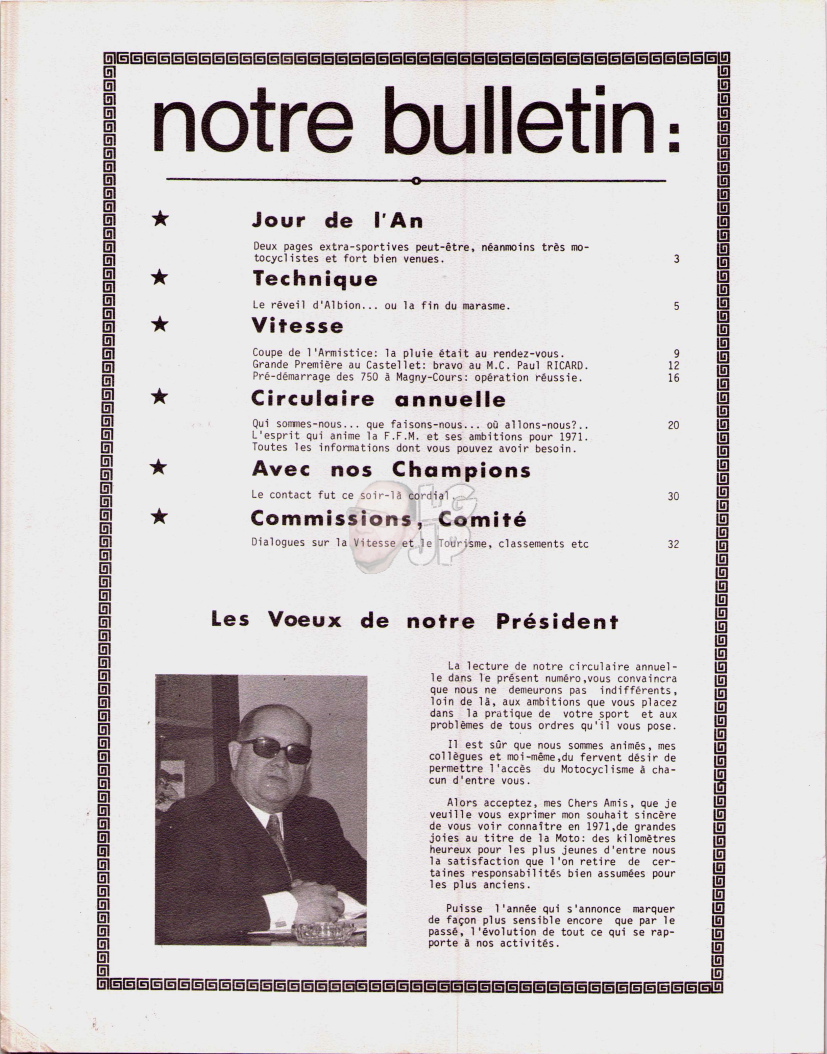 notre bulletin:
★ Jour de l'An
Deux pages extra-sportives peut-être, néanmoins très mo-
tocyclistes et fort bien venues. 3
★ Technique
Le réveil d'Albion... ou la fin du marasme. 5
★ Vitesse
Coupe de l'Armistice: la pluie était au rendez-vous. 9
Grande Première au Castellet: bravo au M.C. Paul RICARD. 12
Pré-démarrage des 750 à Magny-Cours: opération réussie. 16
★ Circulaire annuelle
Qui sommes-nous... que faisons-nous... où allons-nous?.. 20
L'esprit qui anime la F.F.M. et ses ambitions pour 1971.
Toutes les informations dont vous pouvez avoir besoin.
★ Avec nos Champions
Le contact fut ce soir-là cordial. 30
★ Commissions, Comité
Dialogues sur la Vitesse et le Tourisme, classements etc 32
LG
JP
Les Voeux de notre Président
La lecture de notre circulaire annuel-
le dans le présent numéro,vous convaincra
que nous ne demeurons pas indifférents,
loin de là, aux ambitions que vous placez
dans la pratique de votre sport et aux
problèmes de tous ordres qu'il vous pose.
Il est sûr que nous sommes animés, mes
collègues et moi-même,du fervent désir de
permettre l'accès du Motocyclisme à cha-
cun d'entre vous.
Alors acceptez, mes Chers Amis, que je
veuille vous exprimer mon souhait sincère
de vous voir connaître en 1971,de grandes
joies au titre de la Moto: des kilomètres
heureux pour les plus jeunes d'entre nous
la satisfaction que l'on retire de cer-
taines responsabilités bien assumées pour
les plus anciens.
Puisse l'année qui s'annonce marquer
de façon plus sensible encore que par le
passé, l'évolution de tout ce qui se rap-
porte à nos activités.